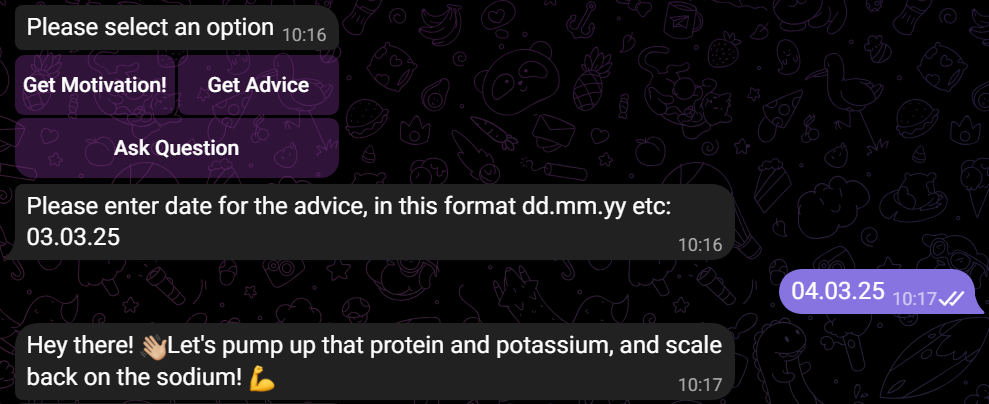 Please select an option 10:16
Get Motivation! Get Advice
Ask Question
Please enter date for the advice, in this format dd.mm.yy etc:
03.03.25 10:16
04.03.25 10:17
Hey there! 👋🏼Let's pump up that protein and potassium, and scale
back on the sodium! 💪 10:17